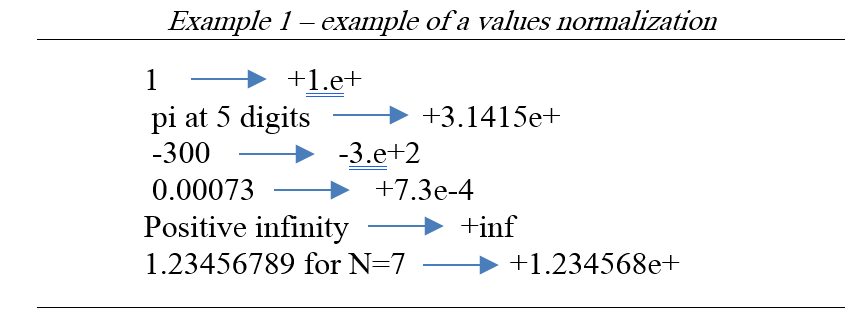 Example 1 – example of a values normalization
1 → +1.e+
pi at 5 digits → +3.1415e+
-300 → -3.e+2
0.00073 → +7.3e-4
Positive infinity → +inf
1.23456789 for N=7 → +1.234568e+